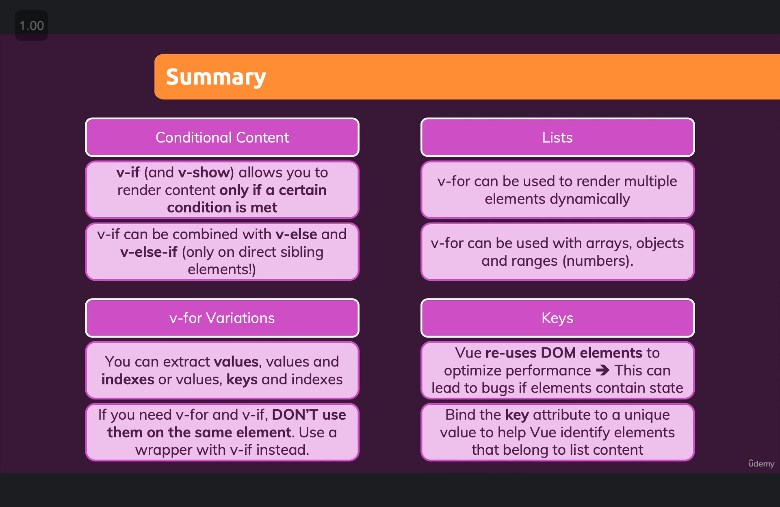 1.00
Summary
Conditional Content
v-if (and v-show) allows you to
render content only if a certain
condition is met
v-if can be combined with v-else and
v-else-if (only on direct sibling
elements!)
Lists
v-for can be used to render multiple
elements dynamically
v-for can be used with arrays, objects
and ranges (numbers).
v-for Variations
You can extract values, values and
indexes or values, keys and indexes
If you need v-for and v-if, DON'T use
them on the same element. Use a
wrapper with v-if instead.
Keys
Vue re-uses DOM elements to
optimize performance ➔ This can
lead to bugs if elements contain state
Bind the key attribute to a unique
value to help Vue identify elements
that belong to list content
ûdemy